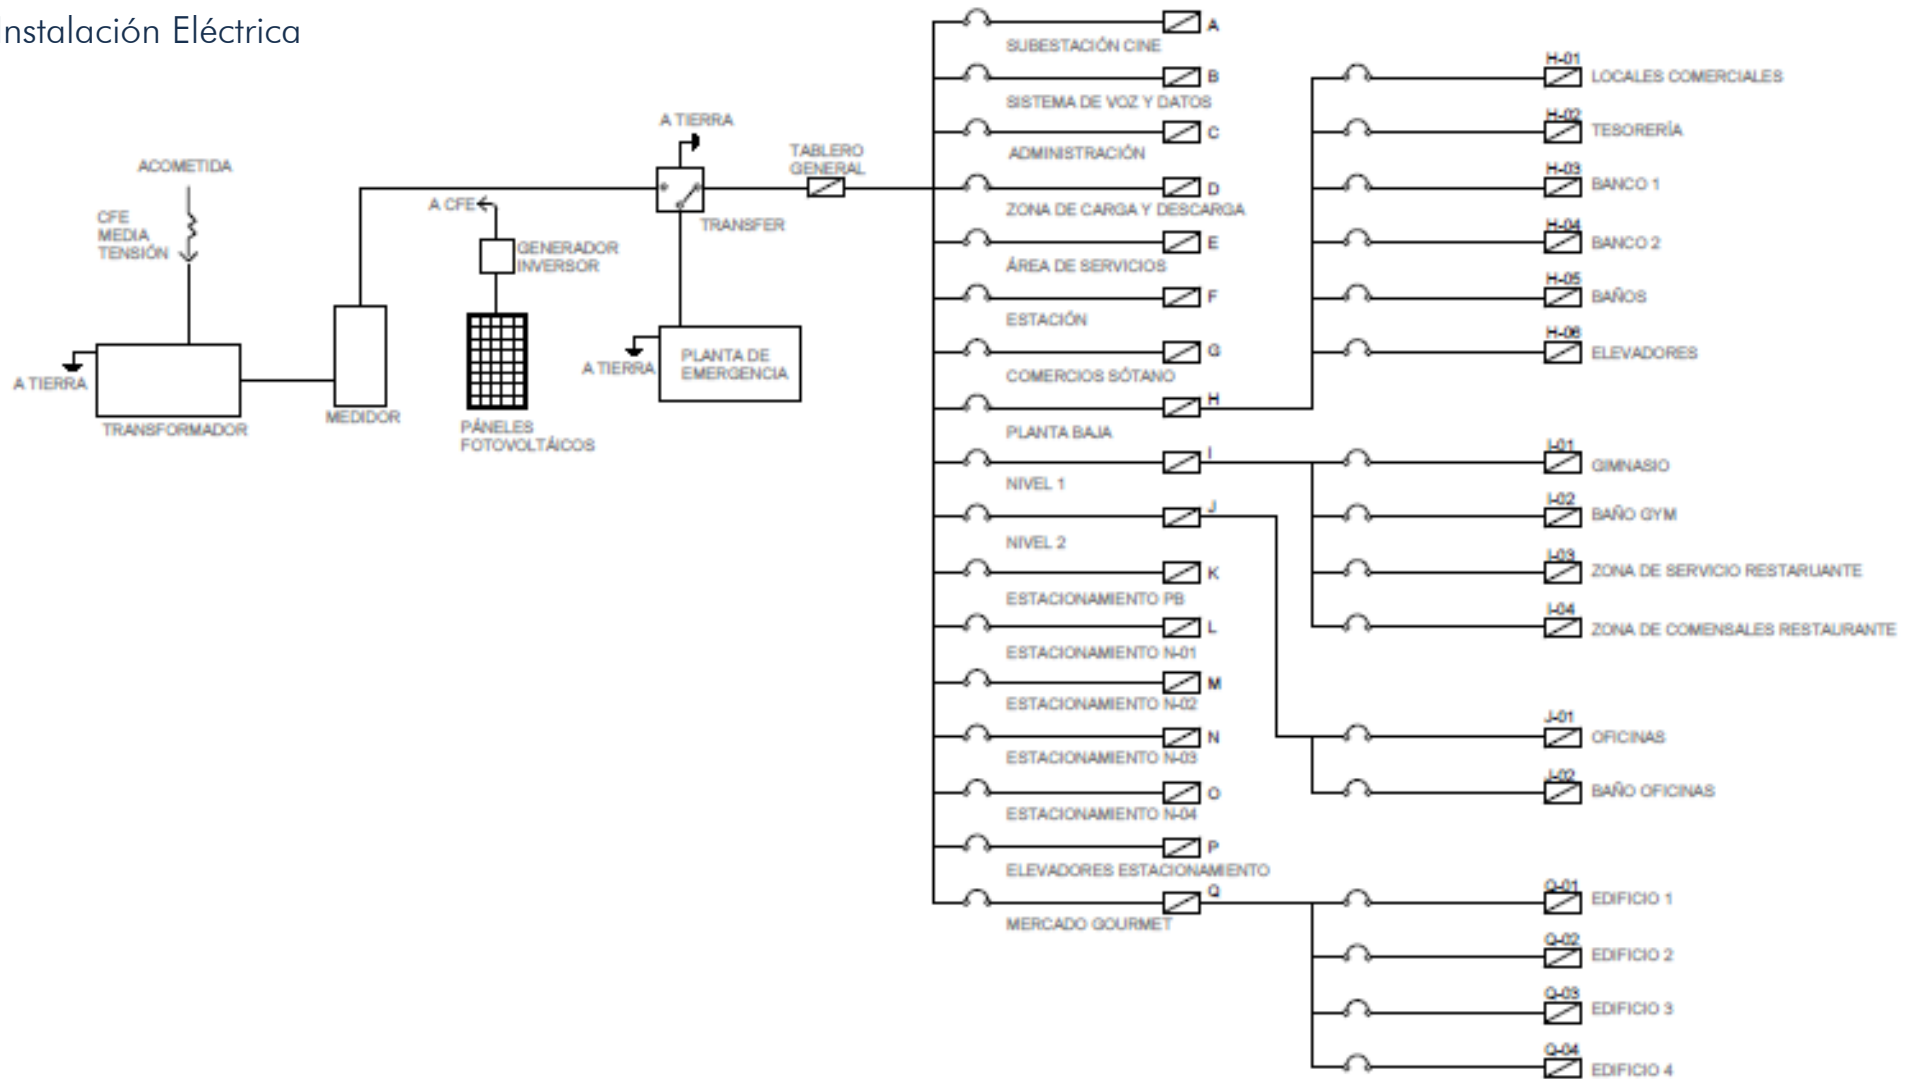 Instalación Eléctrica
ACOMETIDA
CFE
MEDIA
TENSIÓN
A TIERRA
TRANSFORMADOR
MEDIDOR
A CFE
GENERADOR
INVERSOR
PÁNELES
FOTOVOLTÁICOS
A TIERRA
TRANSFER
A TIERRA
PLANTA DE
EMERGENCIA
TABLERO
GENERAL
A
SUBESTACIÓN CINE
B
SISTEMA DE VOZ Y DATOS
C
ADMINISTRACIÓN
D
ZONA DE CARGA Y DESCARGA
E
ÁREA DE SERVICIOS
F
ESTACIÓN
G
COMERCIOS SÓTANO
H
PLANTA BAJA
I
NIVEL 1
J
NIVEL 2
K
ESTACIONAMIENTO PB
L
ESTACIONAMIENTO N-01
M
ESTACIONAMIENTO N-02
N
ESTACIONAMIENTO N-03
O
ESTACIONAMIENTO N-04
P
ELEVADORES ESTACIONAMIENTO
Q
MERCADO GOURMET
H-01
LOCALES COMERCIALES
H-02
TESORERÍA
H-03
BANCO 1
H-04
BANCO 2
H-05
BAÑOS
H-06
ELEVADORES
I-01
GIMNASIO
I-02
BAÑO GYM
I-03
ZONA DE SERVICIO RESTARUANTE
I-04
ZONA DE COMENSALES RESTAURANTE
J-01
OFICINAS
J-02
BAÑO OFICINAS
Q-01
EDIFICIO 1
Q-02
EDIFICIO 2
Q-03
EDIFICIO 3
Q-04
EDIFICIO 4